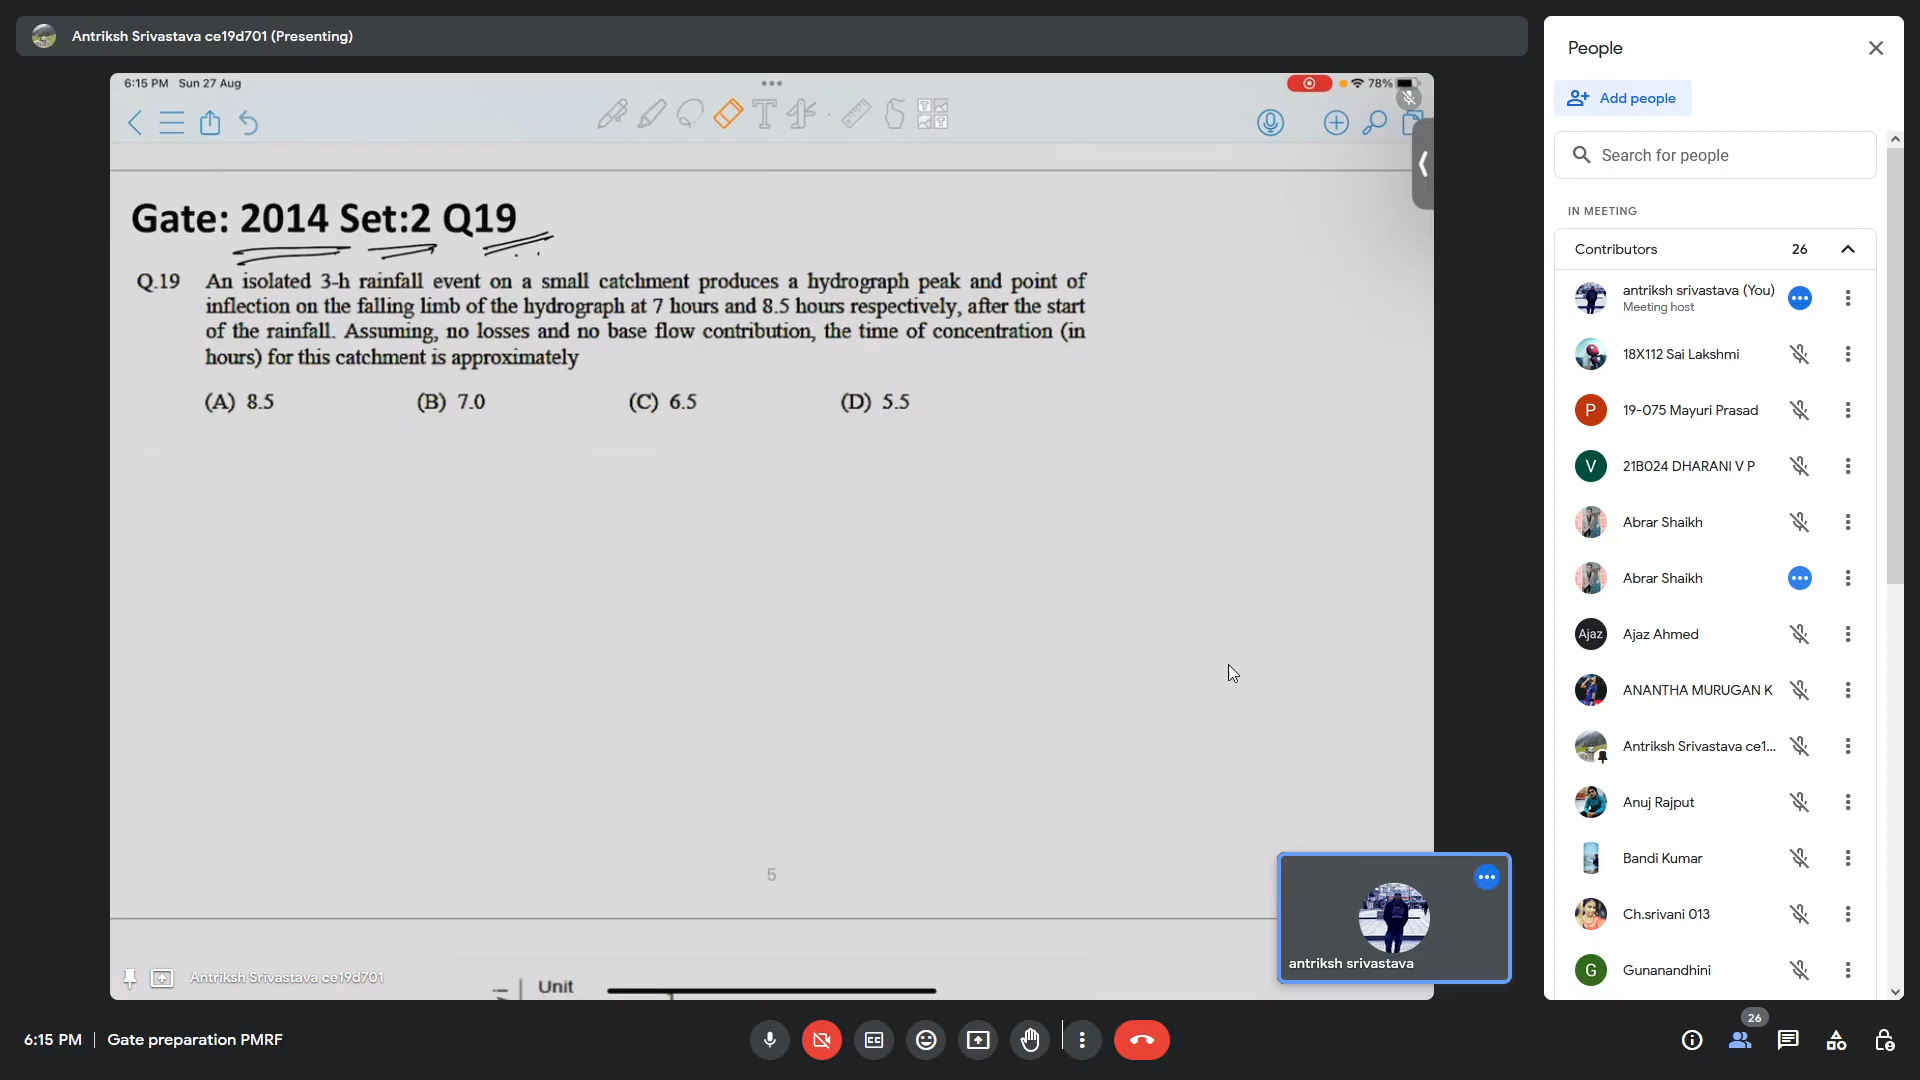 Antriksh Srivastava ce19d701 (Presenting)
6:15 PM Sun 27 Aug
78%
Gate: 2014 Set:2 Q19
Q.19 An isolated 3-h rainfall event on a small catchment produces a hydrograph peak and point of
inflection on the falling limb of the hydrograph at 7 hours and 8.5 hours respectively, after the start
of the rainfall. Assuming, no losses and no base flow contribution, the time of concentration (in
hours) for this catchment is approximately
(A) 8.5 (B) 7.0 (C) 6.5 (D) 5.5
5
Unit
Antriksh Srivastava ce19d701
antriksh srivastava
People
Add people
Search for people
IN MEETING
Contributors 26
antriksh srivastava (You)
Meeting host
18X112 Sai Lakshmi
P 19-075 Mayuri Prasad
V 21B024 DHARANI V P
Abrar Shaikh
Abrar Shaikh
Ajaz Ajaz Ahmed
ANANTHA MURUGAN K
Antriksh Srivastava ce1...
Anuj Rajput
Bandi Kumar
Ch.srivani 013
G Gunanandhini
6:15 PM | Gate preparation PMRF
26